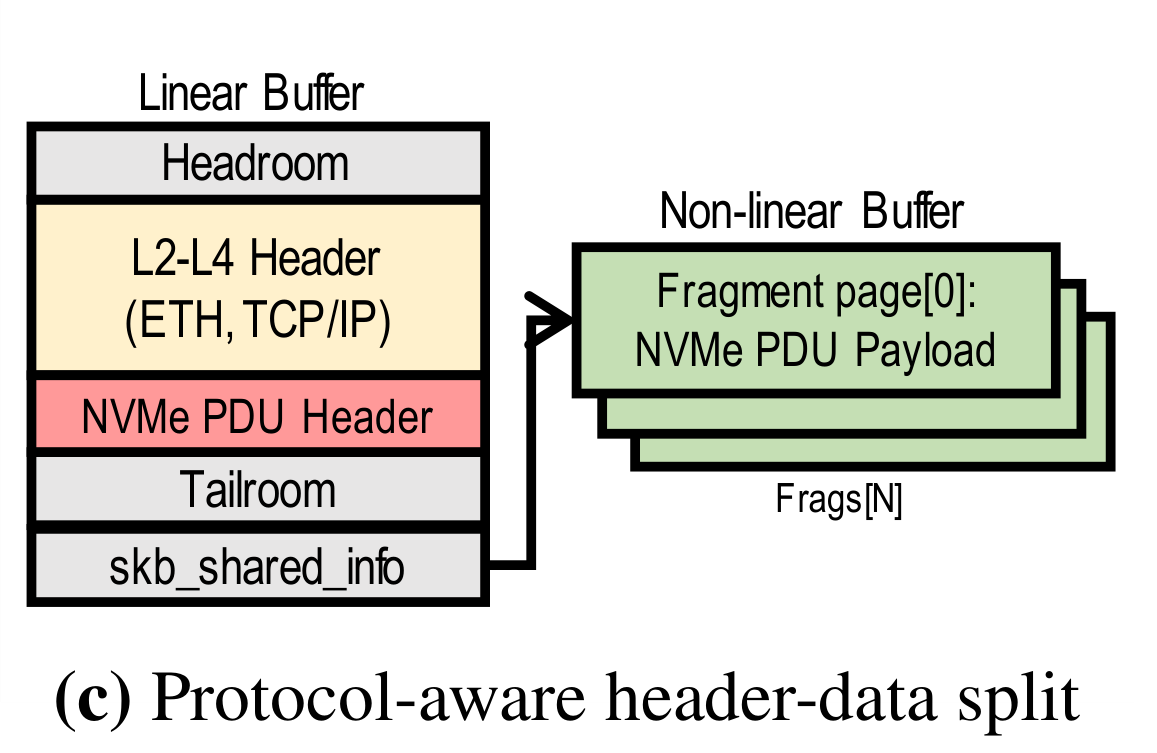 Linear Buffer
Headroom
L2-L4 Header
(ETH, TCP/IP)
NVMe PDU Header
Tailroom
skb_shared_info
Non-linear Buffer
Fragment page[0]:
NVMe PDU Payload
Frags[N]
(c) Protocol-aware header-data split